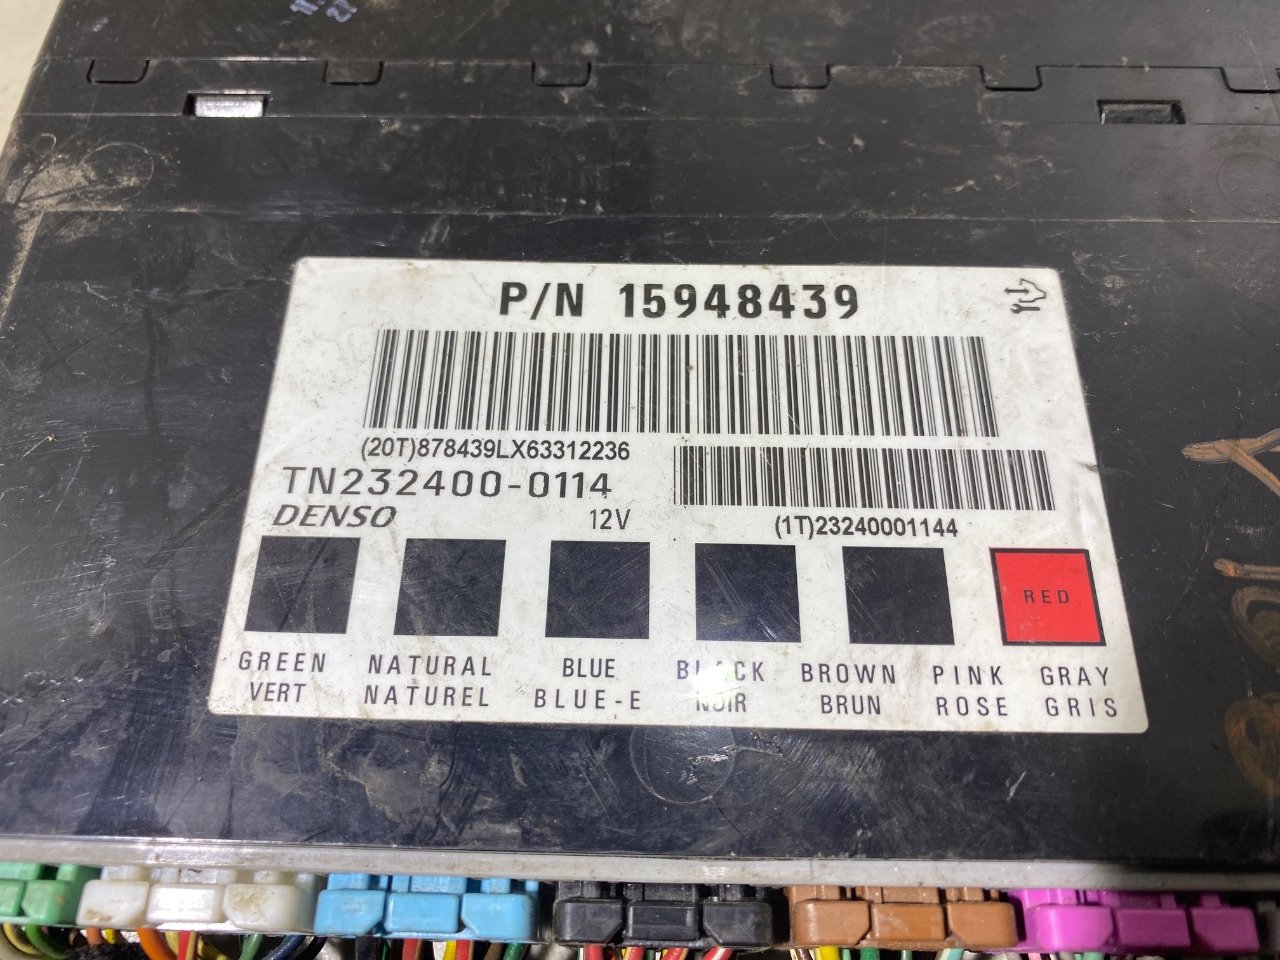 P/N 15948439
(20T)878439LX63312236
TN232400-0114
DENSO 12V
(1T)23240001144
RED
GREEN NATURAL BLUE BLACK BROWN PINK GRAY
VERT NATUREL BLUE-E NOIR BRUN ROSE GRIS